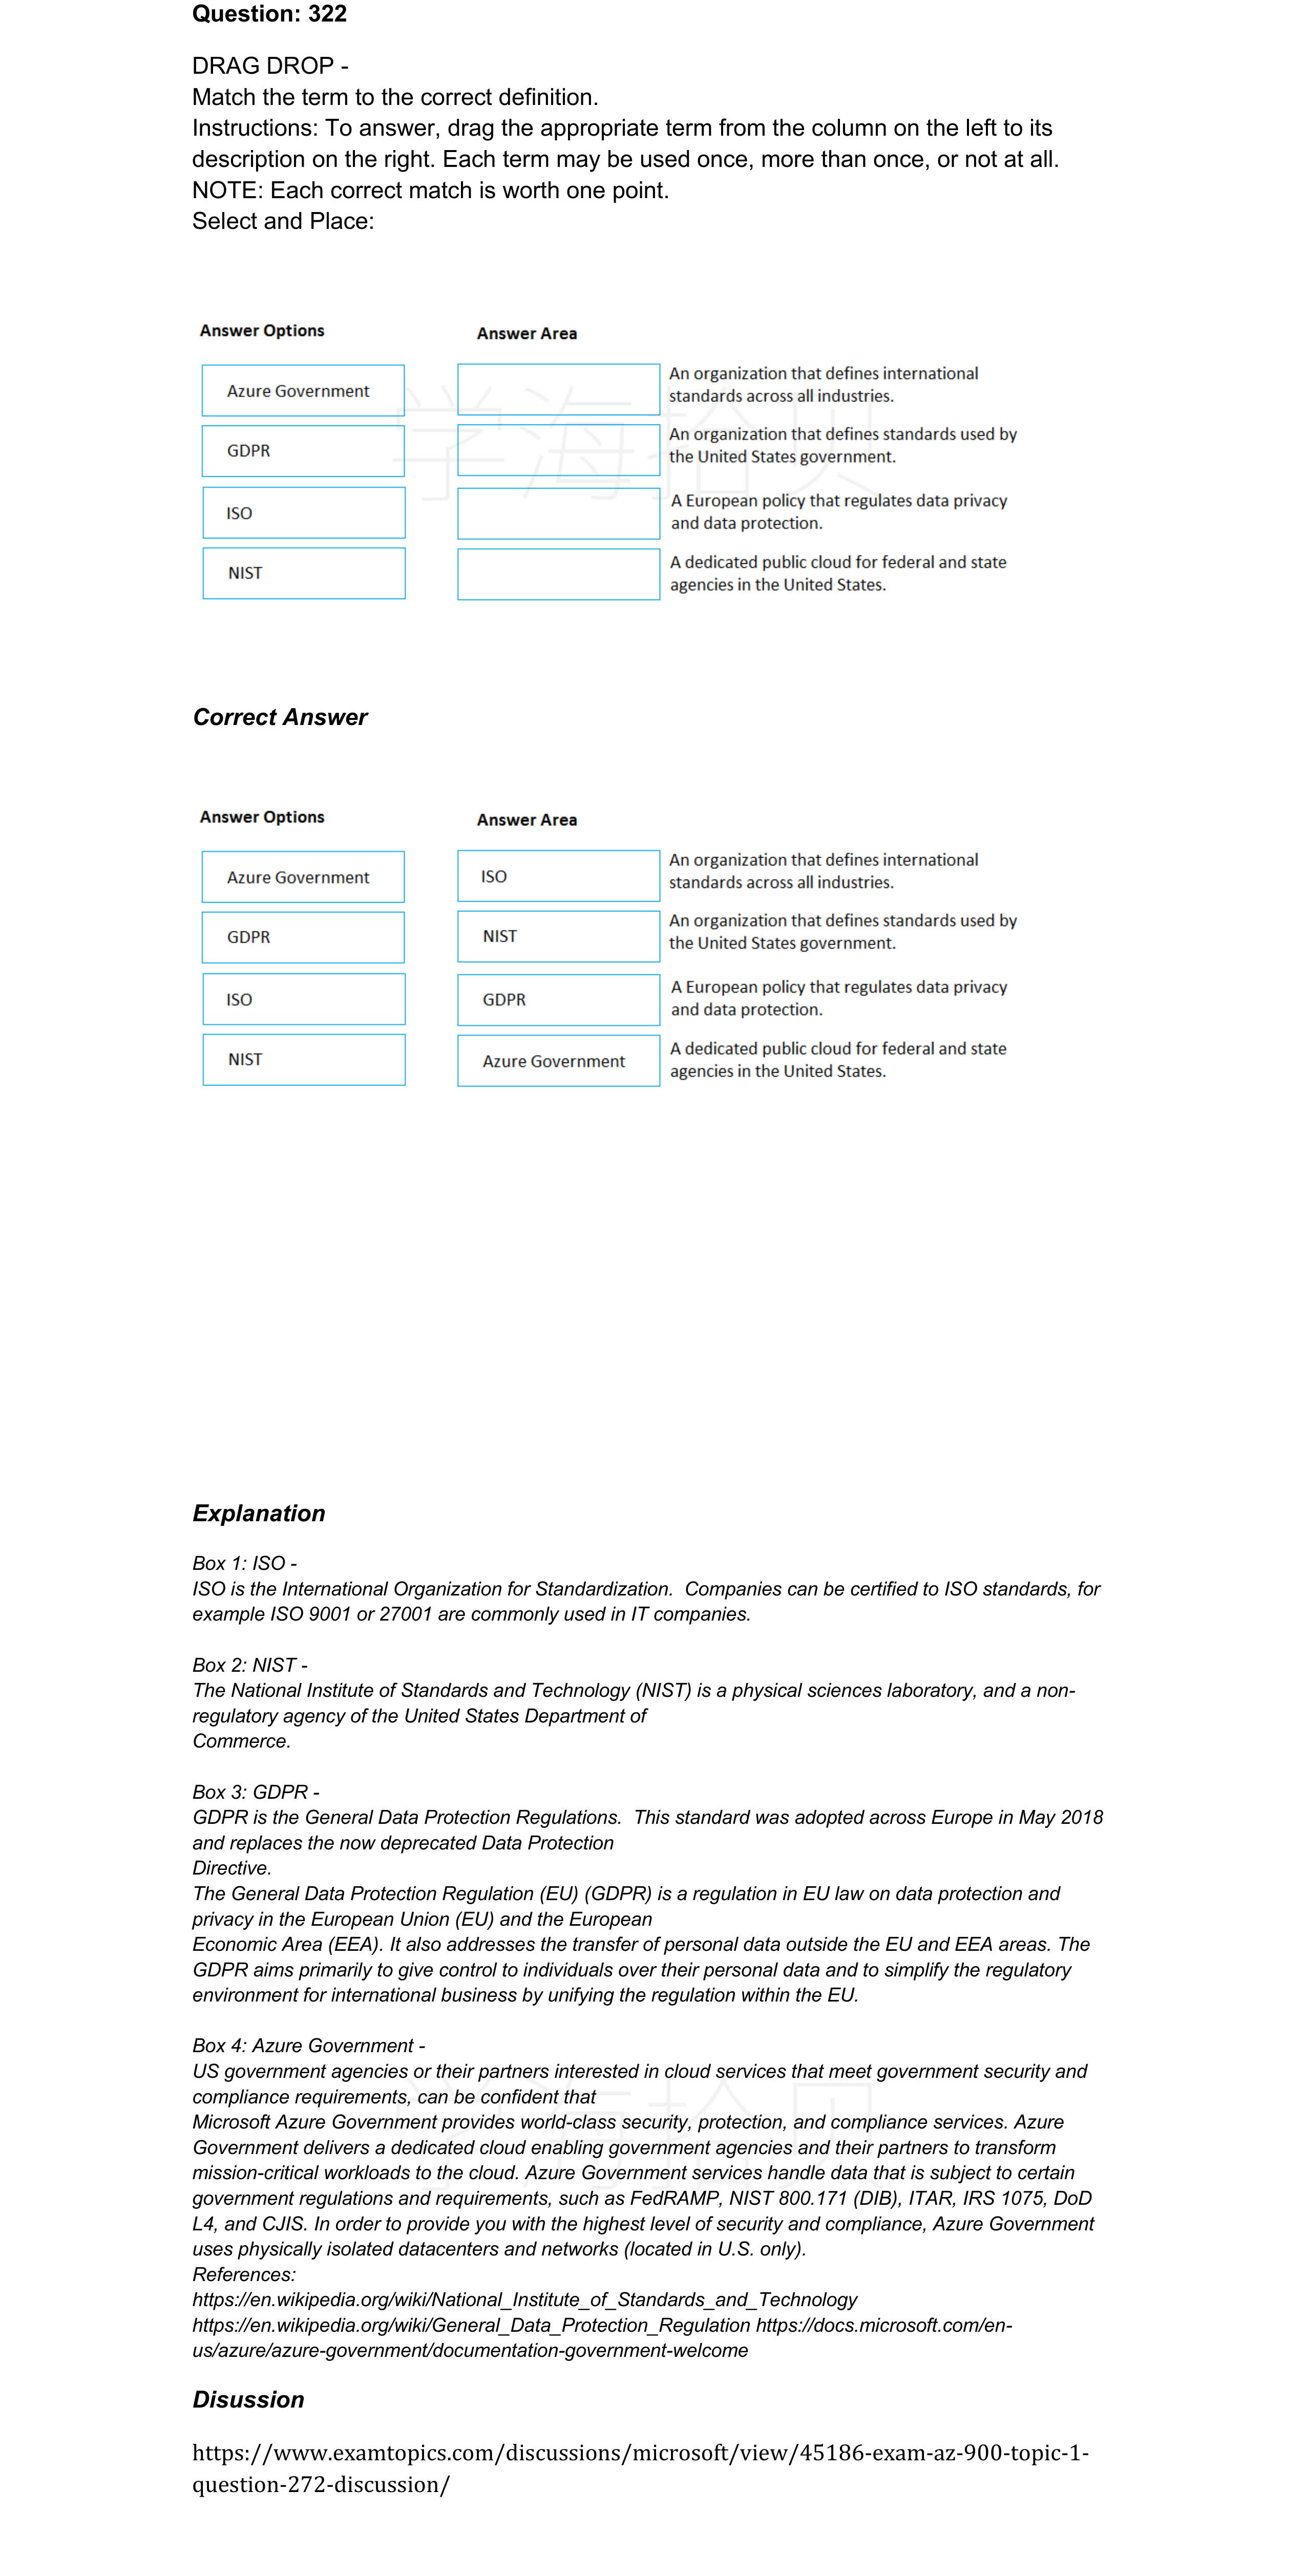 Question: 322
DRAG DROP -
Match the term to the correct definition.
Instructions: To answer, drag the appropriate term from the column on the left to its
description on the right. Each term may be used once, more than once, or not at all.
NOTE: Each correct match is worth one point.
Select and Place:
Answer Options
Answer Area
Azure Government
An organization that defines international
standards across all industries.
GDPR
An organization that defines standards used by
the United States government.
ISO
A European policy that regulates data privacy
and data protection.
NIST
A dedicated public cloud for federal and state
agencies in the United States.
学海拾贝
Correct Answer
Answer Options
Answer Area
Azure Government
ISO
An organization that defines international
standards across all industries.
GDPR
NIST
An organization that defines standards used by
the United States government.
ISO
GDPR
A European policy that regulates data privacy
and data protection.
NIST
Azure Government
A dedicated public cloud for federal and state
agencies in the United States.
Explanation
Box 1: ISO -
ISO is the International Organization for Standardization.  Companies can be certified to ISO standards, for
example ISO 9001 or 27001 are commonly used in IT companies.
Box 2: NIST -
The National Institute of Standards and Technology (NIST) is a physical sciences laboratory, and a non-
regulatory agency of the United States Department of
Commerce.
Box 3: GDPR -
GDPR is the General Data Protection Regulations.  This standard was adopted across Europe in May 2018
and replaces the now deprecated Data Protection
Directive.
The General Data Protection Regulation (EU) (GDPR) is a regulation in EU law on data protection and
privacy in the European Union (EU) and the European
Economic Area (EEA). It also addresses the transfer of personal data outside the EU and EEA areas. The
GDPR aims primarily to give control to individuals over their personal data and to simplify the regulatory
environment for international business by unifying the regulation within the EU.
Box 4: Azure Government -
US government agencies or their partners interested in cloud services that meet government security and
compliance requirements, can be confident that
Microsoft Azure Government provides world-class security, protection, and compliance services. Azure
Government delivers a dedicated cloud enabling government agencies and their partners to transform
mission-critical workloads to the cloud. Azure Government services handle data that is subject to certain
government regulations and requirements, such as FedRAMP, NIST 800.171 (DIB), ITAR, IRS 1075, DoD
L4, and CJIS. In order to provide you with the highest level of security and compliance, Azure Government
uses physically isolated datacenters and networks (located in U.S. only).
学海拾贝
References:
https://en.wikipedia.org/wiki/National_Institute_of_Standards_and_Technology
https://en.wikipedia.org/wiki/General_Data_Protection_Regulation https://docs.microsoft.com/en-
us/azure/azure-government/documentation-government-welcome
Disussion
https://www.examtopics.com/discussions/microsoft/view/45186-exam-az-900-topic-1-
question-272-discussion/